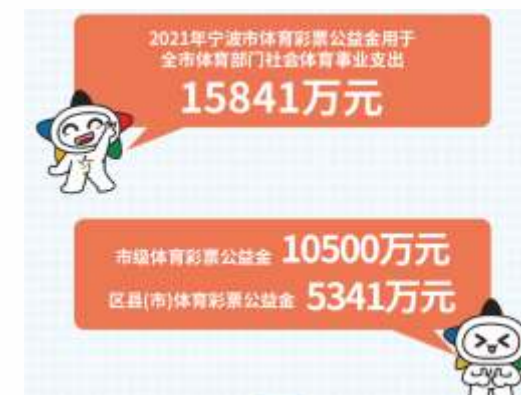 2021年宁波市体育彩票公益金用于
全市体育部门社会体育事业支出
15841万元
市级体育彩票公益金 10500万元
区县(市)体育彩票公益金 5341万元